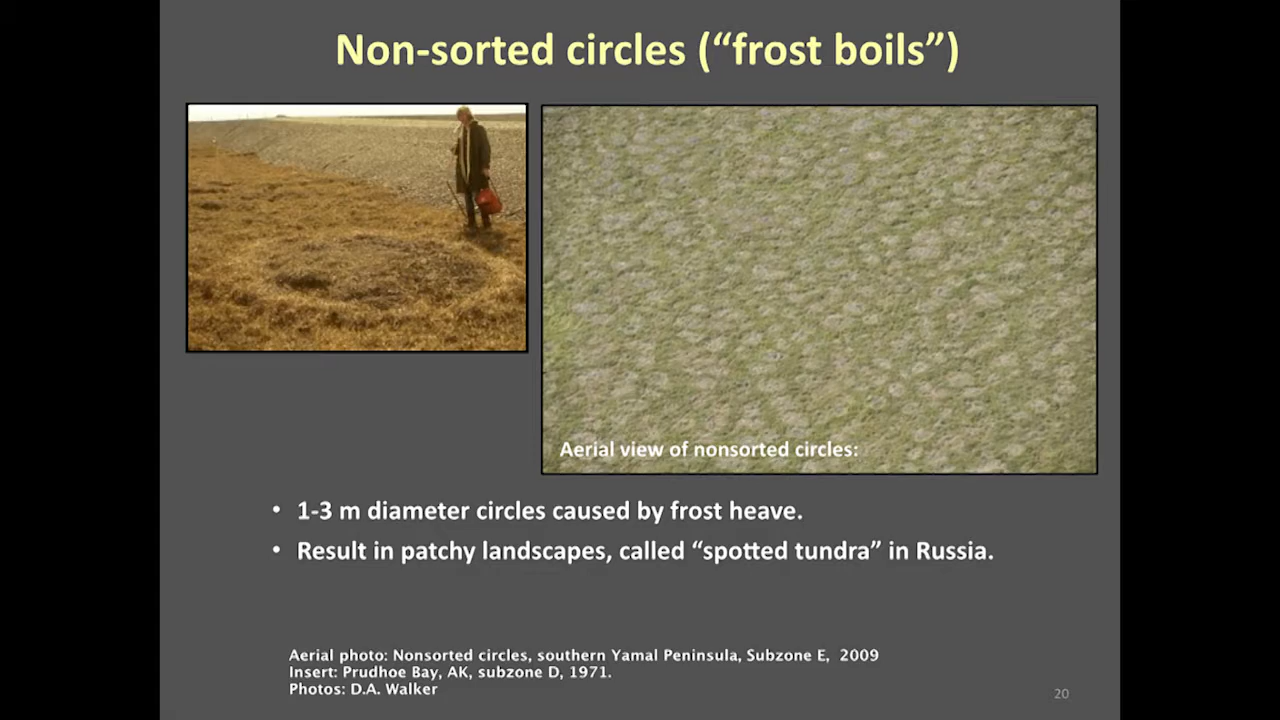 Non-sorted circles (“frost boils”)
Aerial view of nonsorted circles:
• 1-3 m diameter circles caused by frost heave.
• Result in patchy landscapes, called “spotted tundra” in Russia.
Aerial photo: Nonsorted circles, southern Yamal Peninsula, Subzone E,  2009
Insert: Prudhoe Bay, AK, subzone D, 1971.
Photos: D.A. Walker
20